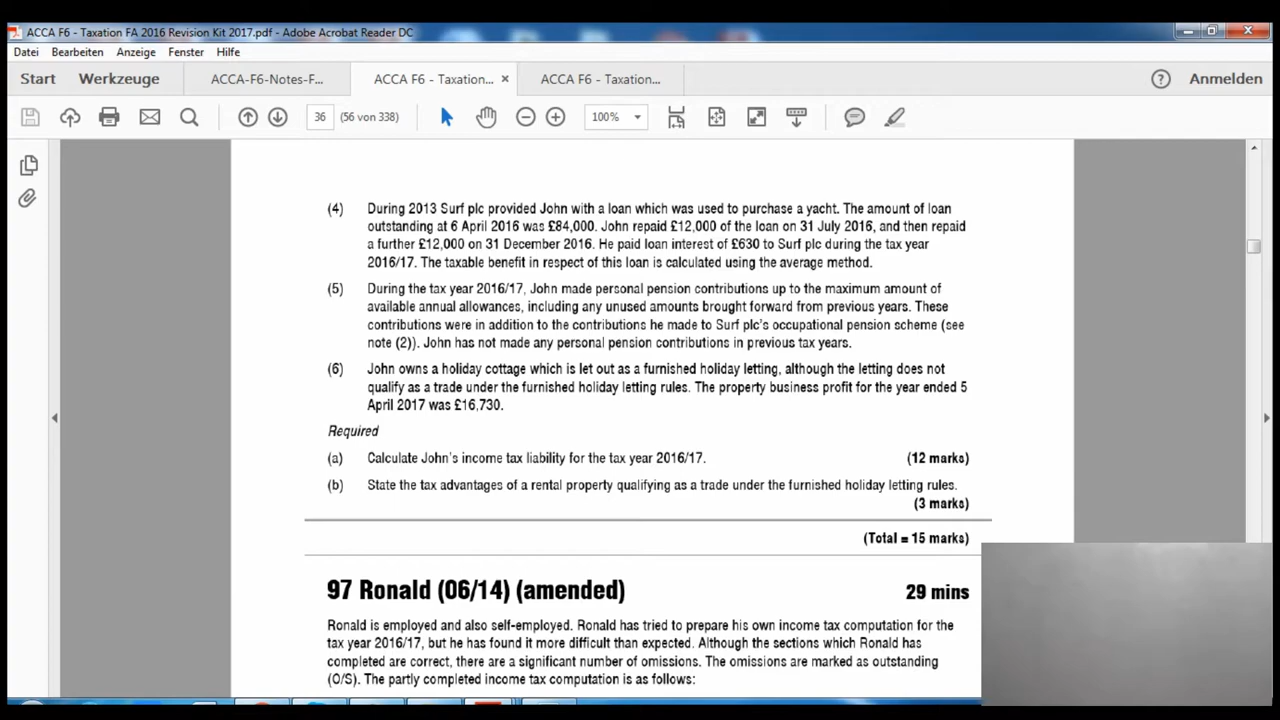 ACCA F6 - Taxation FA 2016 Revision Kit 2017.pdf - Adobe Acrobat Reader DC
Datei Bearbeiten Anzeige Fenster Hilfe
Start Werkzeuge ACCA-F6-Notes-F... ACCA F6 - Taxation... × ACCA F6 - Taxation... ? Anmelden
36 (56 von 338) 100%
(4) During 2013 Surf plc provided John with a loan which was used to purchase a yacht. The amount of loan
outstanding at 6 April 2016 was £84,000. John repaid £12,000 of the loan on 31 July 2016, and then repaid
a further £12,000 on 31 December 2016. He paid loan interest of £630 to Surf plc during the tax year
2016/17. The taxable benefit in respect of this loan is calculated using the average method.
(5) During the tax year 2016/17, John made personal pension contributions up to the maximum amount of
available annual allowances, including any unused amounts brought forward from previous years. These
contributions were in addition to the contributions he made to Surf plc's occupational pension scheme (see
note (2)). John has not made any personal pension contributions in previous tax years.
(6) John owns a holiday cottage which is let out as a furnished holiday letting, although the letting does not
qualify as a trade under the furnished holiday letting rules. The property business profit for the year ended 5
April 2017 was £16,730.
Required
(a) Calculate John's income tax liability for the tax year 2016/17. (12 marks)
(b) State the tax advantages of a rental property qualifying as a trade under the furnished holiday letting rules.
(3 marks)
(Total = 15 marks)
97 Ronald (06/14) (amended) 29 mins
Ronald is employed and also self-employed. Ronald has tried to prepare his own income tax computation for the
tax year 2016/17, but he has found it more difficult than expected. Although the sections which Ronald has
completed are correct, there are a significant number of omissions. The omissions are marked as outstanding
(O/S). The partly completed income tax computation is as follows: